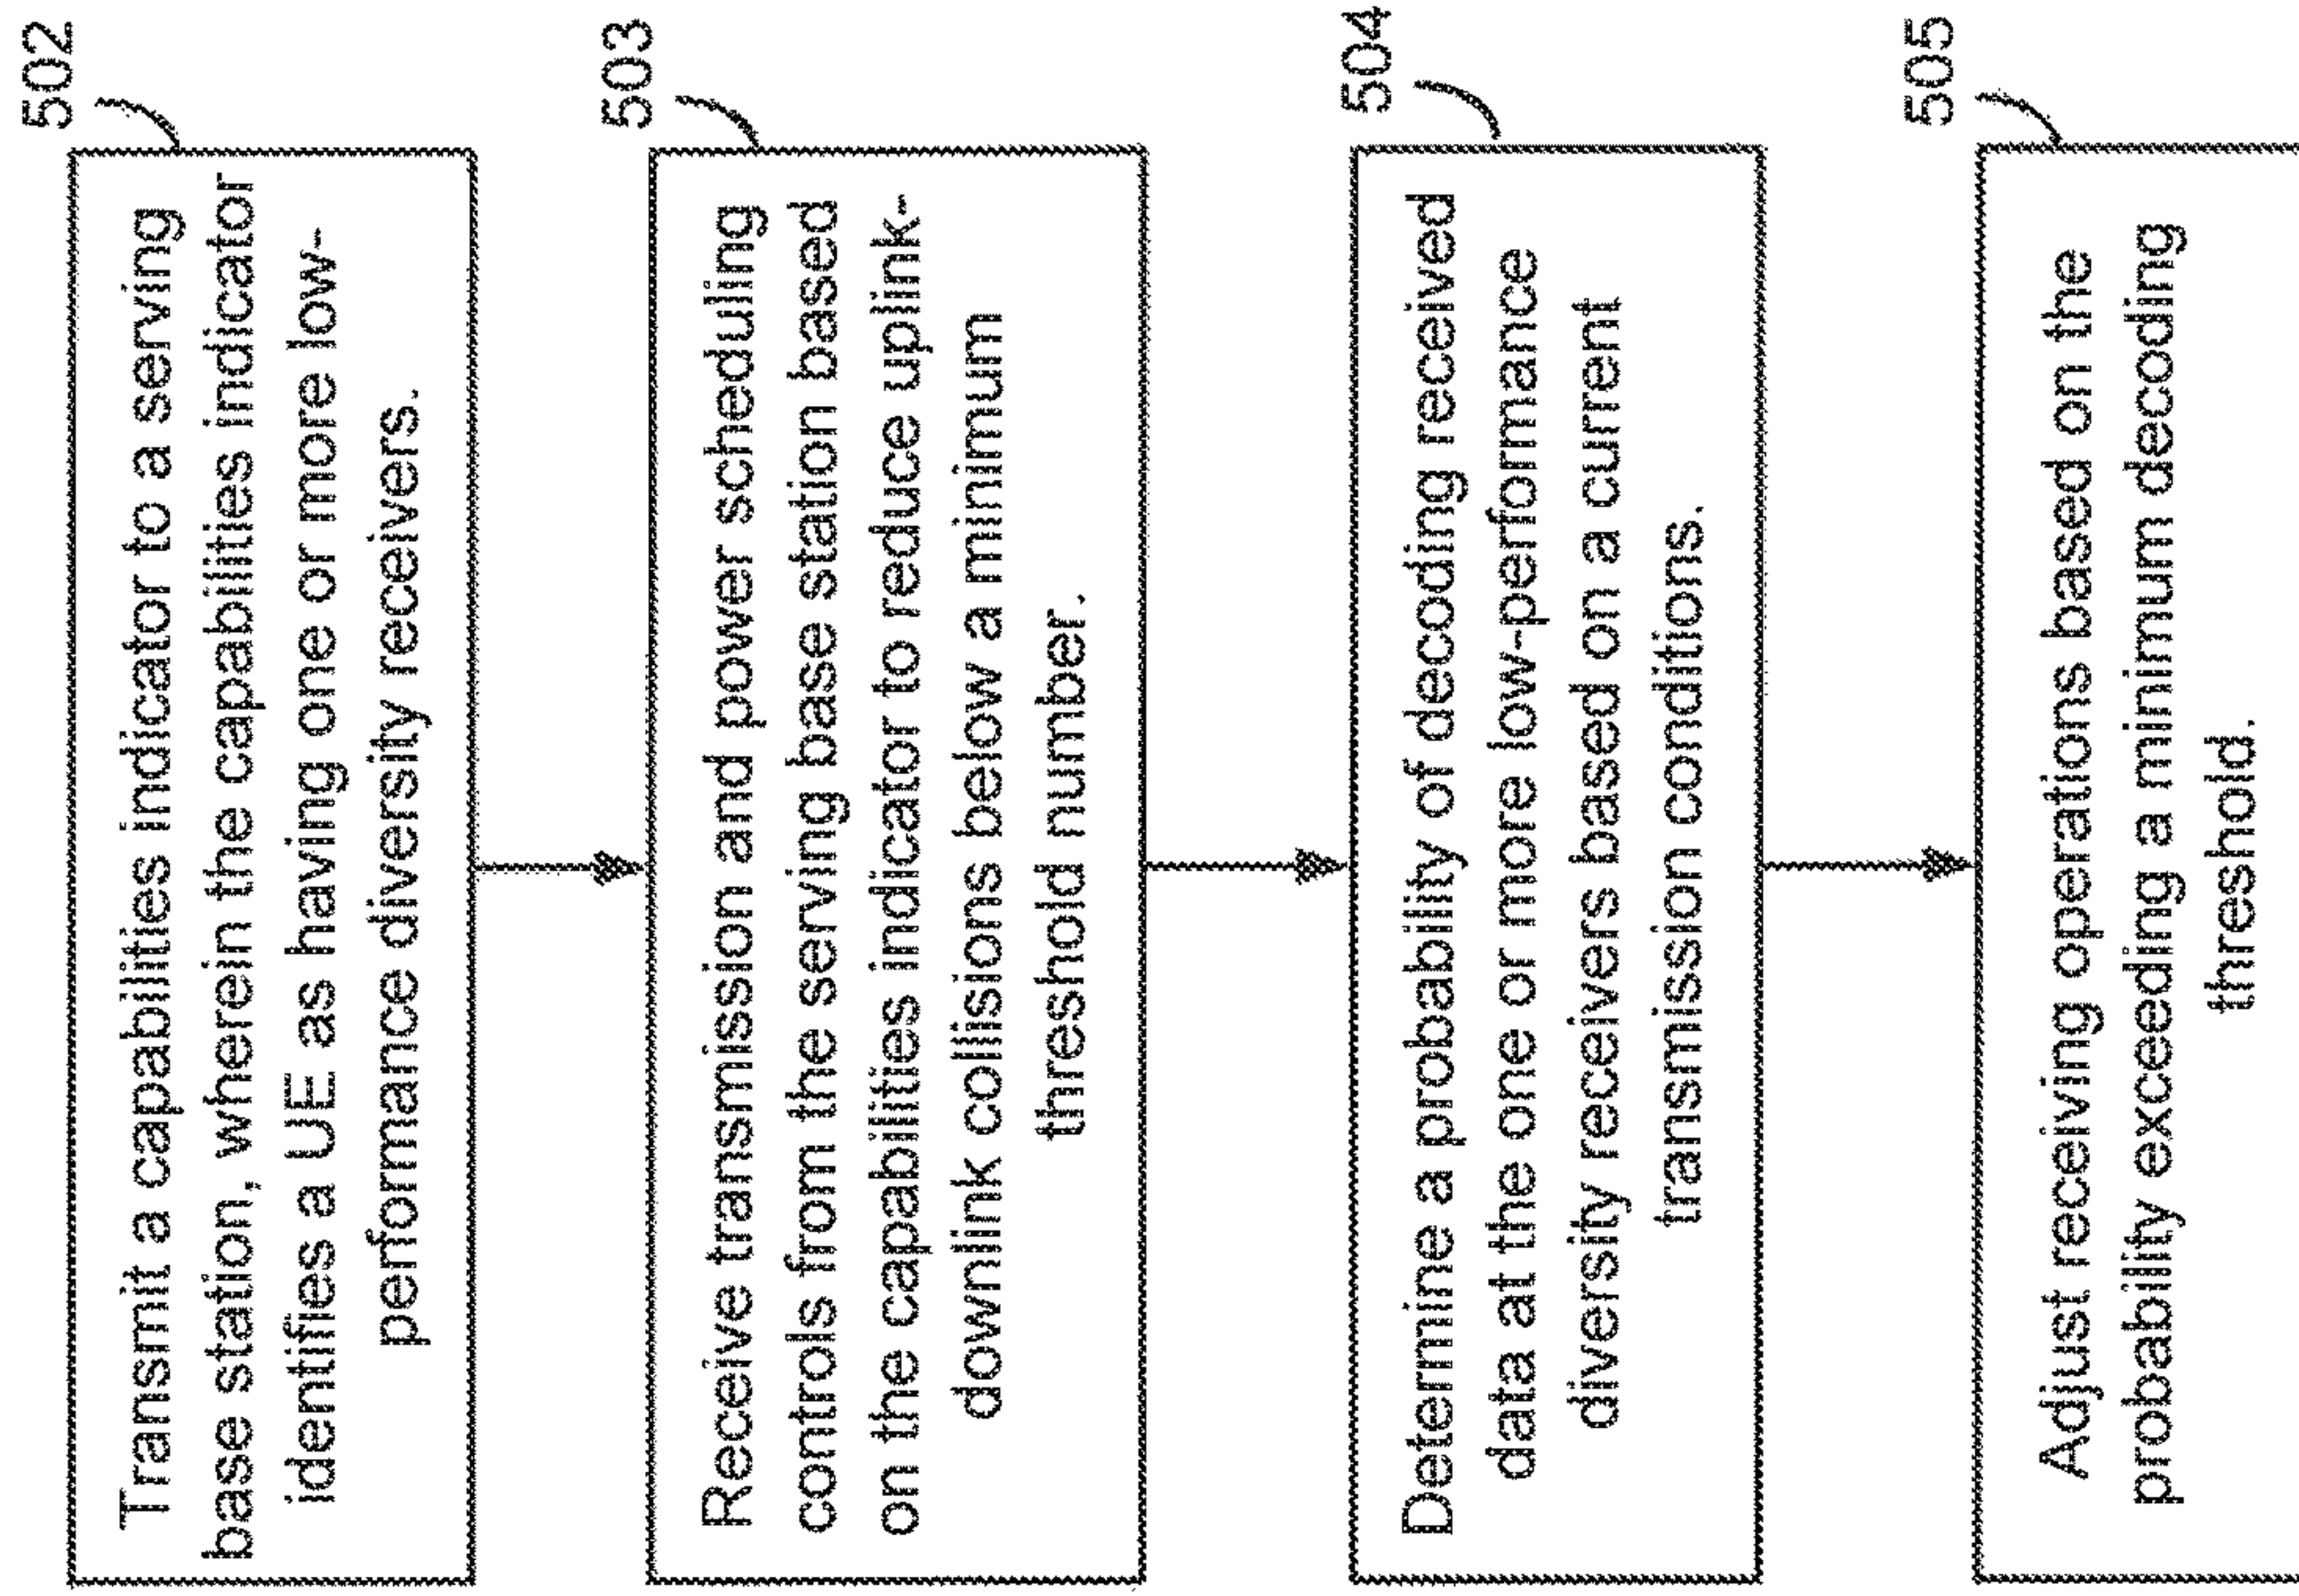 502
Transmit a capabilities indicator to a serving
base station, wherein the capabilities indicator
identifies a UE as having one or more low-
performance diversity receivers.
503
Receive transmission and power scheduling
controls from the serving base station based
on the capabilities indicator to reduce uplink-
downlink collisions below a minimum
threshold number.
504
Determine a probability of decoding received
data at the one or more low-performance
diversity receivers based on a current
transmission conditions.
505
Adjust receiving operations based on the
probability exceeding a minimum decoding
threshold.